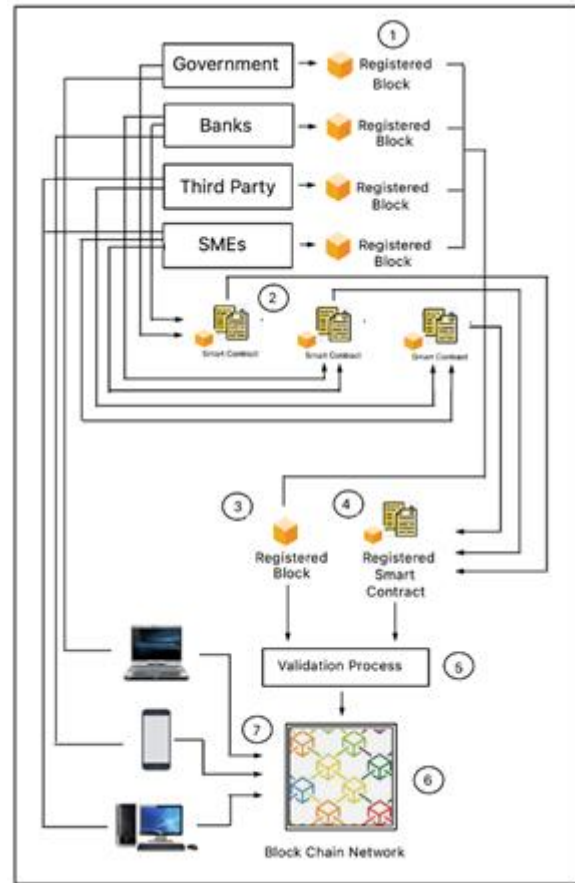 1
Government
Registered
Block
Banks
Registered
Block
Third Party
Registered
Block
SMEs
Registered
Block
2
Smart Contract
Smart Contract
Smart Contract
3
4
Registered
Block
Registered
Smart
Contract
Validation Process
5
7
6
Block Chain Network